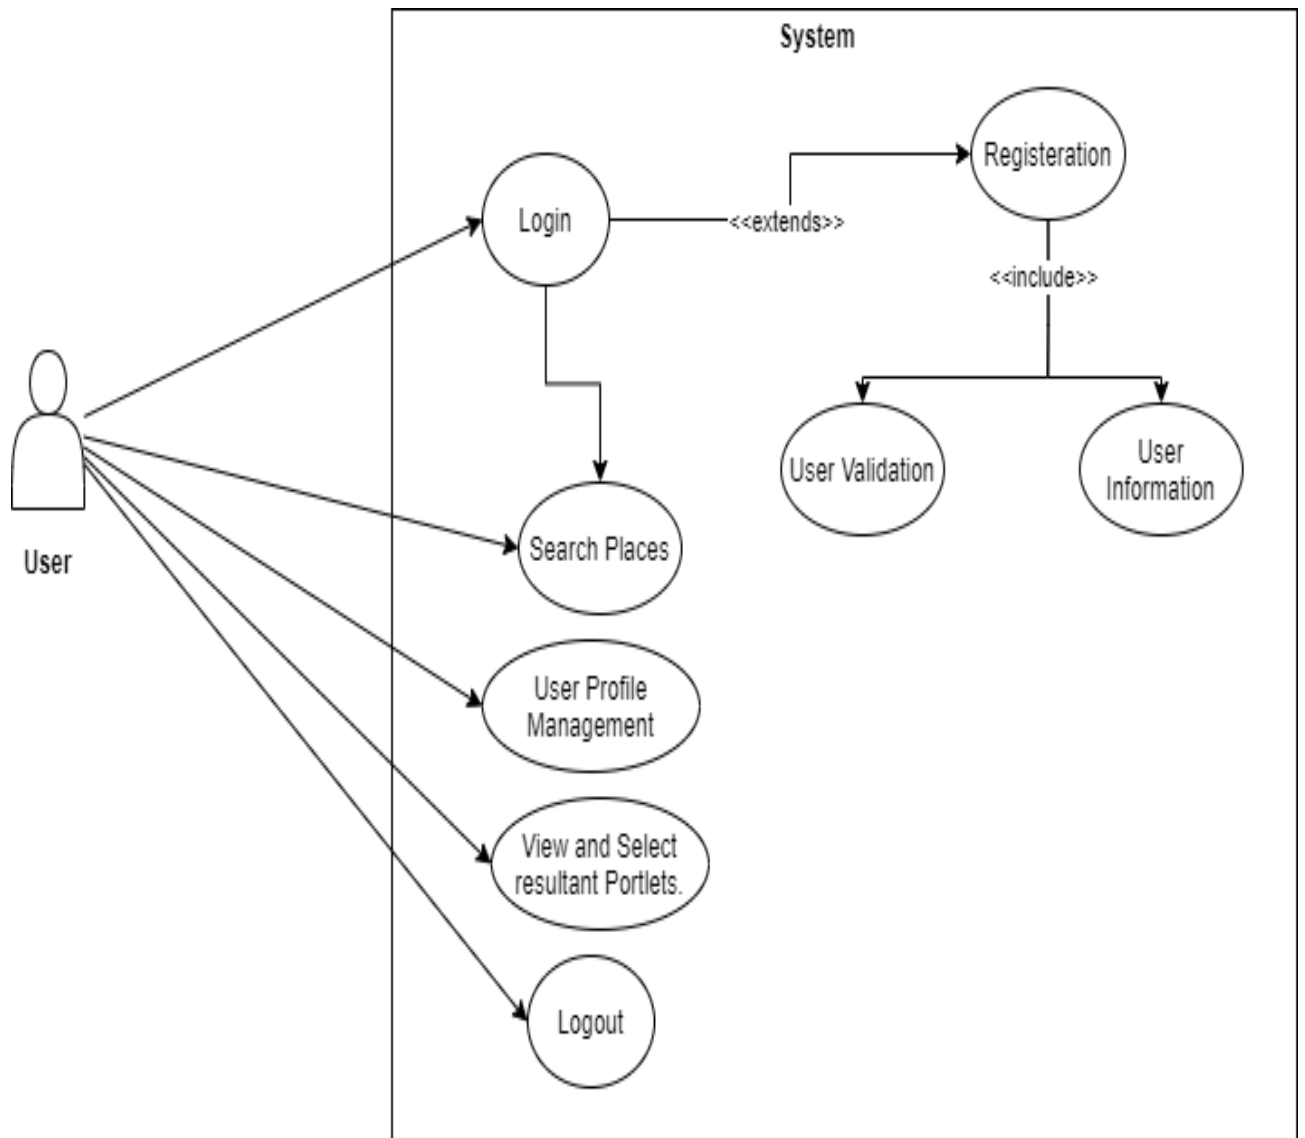 System
Registeration
Login
<<extends>>
<<include>>
User Validation
User
Information
Search Places
User
User Profile
Management
View and Select
resultant Portlets.
Logout